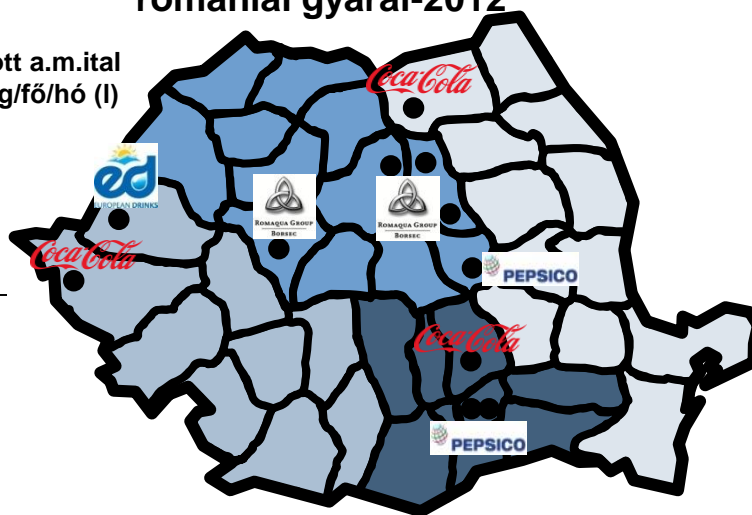 romániai gyárai-2012
ott a.m.ital
g/fő/hó (l)
Coca-Cola
ed
EUROPEAN DRINKS
ROMAQUA GROUP
BORSEC
ROMAQUA GROUP
BORSEC
Coca-Cola
PEPSICO
Coca-Cola
PEPSICO